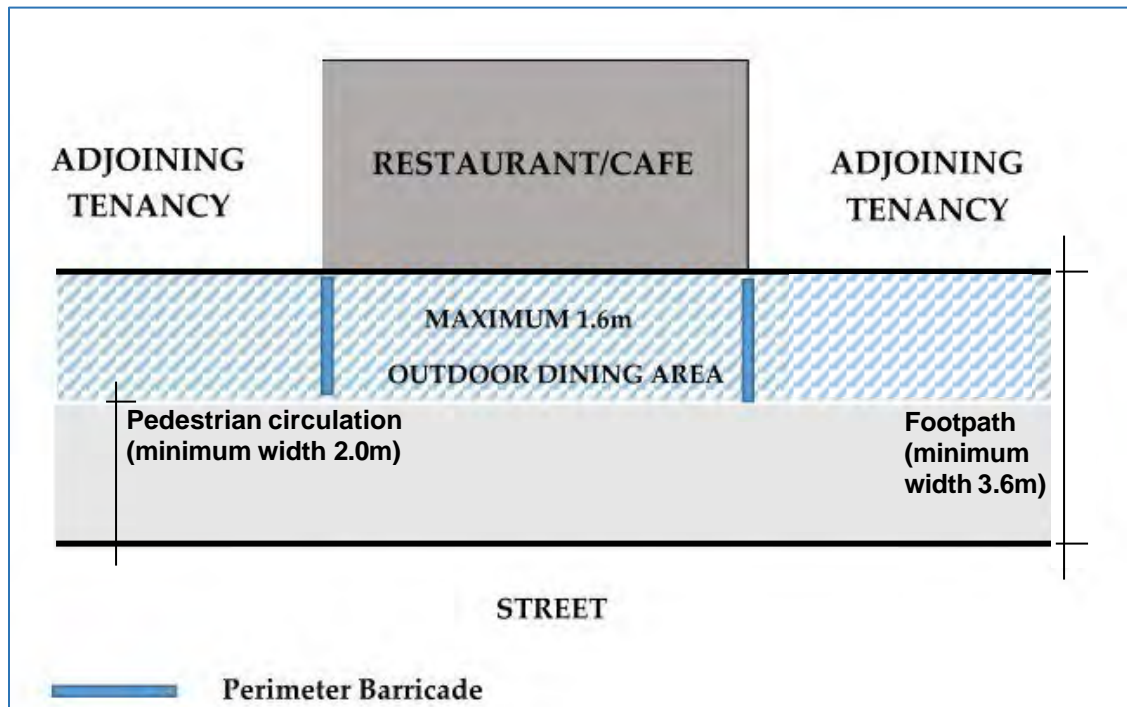 ADJOINING
TENANCY
RESTAURANT/CAFE
ADJOINING
TENANCY
MAXIMUM 1.6m
OUTDOOR DINING AREA
Pedestrian circulation
(minimum width 2.0m)
Footpath
(minimum
width 3.6m)
STREET
Perimeter Barricade